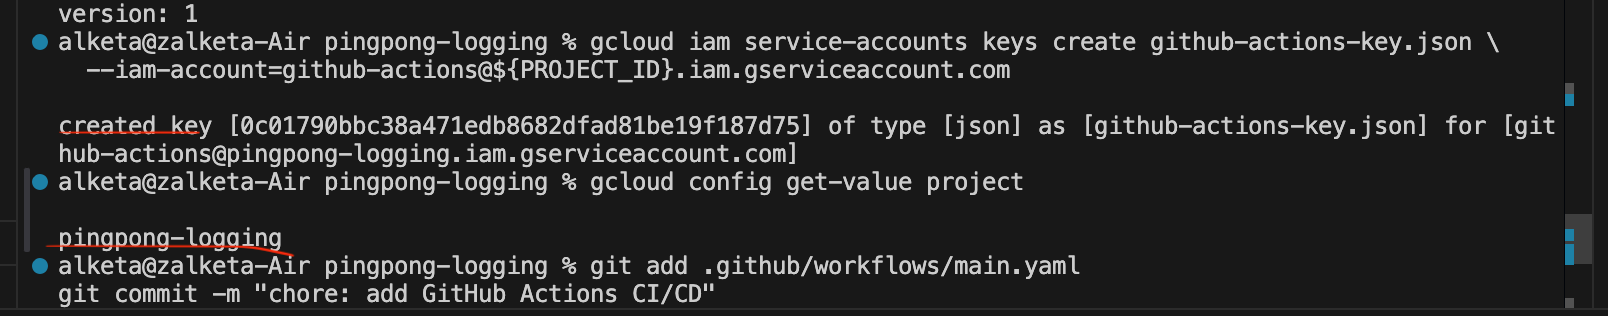 version: 1
alketa@zalketa-Air pingpong-logging % gcloud iam service-accounts keys create github-actions-key.json \
  --iam-account=github-actions@${PROJECT_ID}.iam.gserviceaccount.com
created key [0c01790bbc38a471edb8682dfad81be19f187d75] of type [json] as [github-actions-key.json] for [git
hub-actions@pingpong-logging.iam.gserviceaccount.com]
alketa@zalketa-Air pingpong-logging % gcloud config get-value project
pingpong-logging
alketa@zalketa-Air pingpong-logging % git add .github/workflows/main.yaml
git commit -m "chore: add GitHub Actions CI/CD"